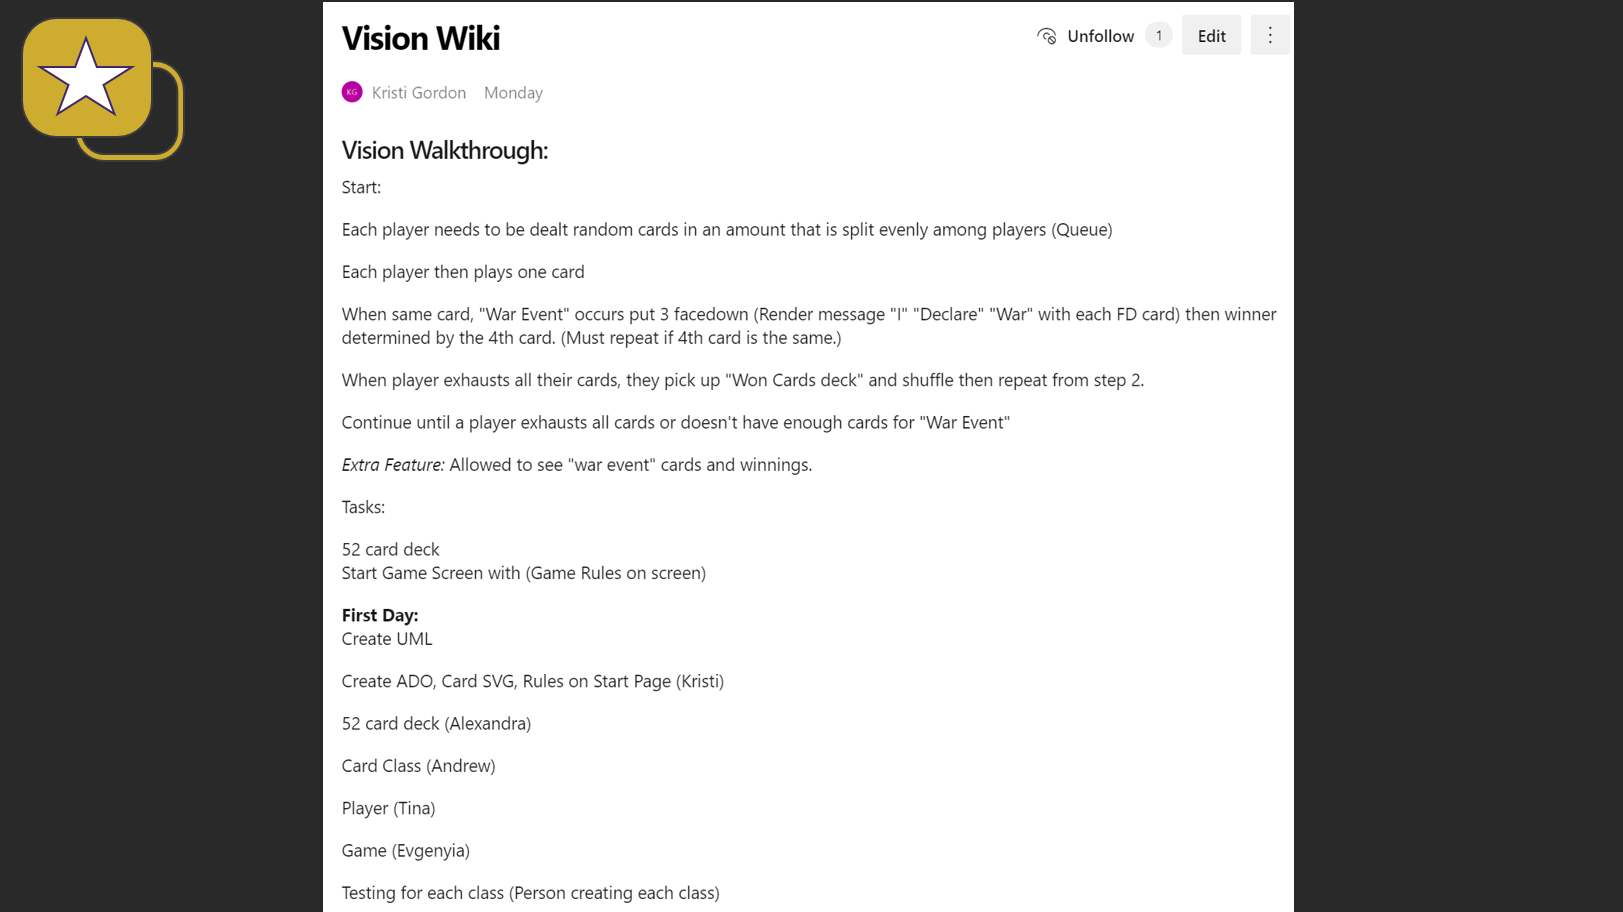 Vision Wiki
Unfollow 1 Edit
KG Kristi Gordon Monday
Vision Walkthrough:
Start:
Each player needs to be dealt random cards in an amount that is split evenly among players (Queue)
Each player then plays one card
When same card, "War Event" occurs put 3 facedown (Render message "I" "Declare" "War" with each FD card) then winner
determined by the 4th card. (Must repeat if 4th card is the same.)
When player exhausts all their cards, they pick up "Won Cards deck" and shuffle then repeat from step 2.
Continue until a player exhausts all cards or doesn't have enough cards for "War Event"
Extra Feature: Allowed to see "war event" cards and winnings.
Tasks:
52 card deck
Start Game Screen with (Game Rules on screen)
First Day:
Create UML
Create ADO, Card SVG, Rules on Start Page (Kristi)
52 card deck (Alexandra)
Card Class (Andrew)
Player (Tina)
Game (Evgenyia)
Testing for each class (Person creating each class)